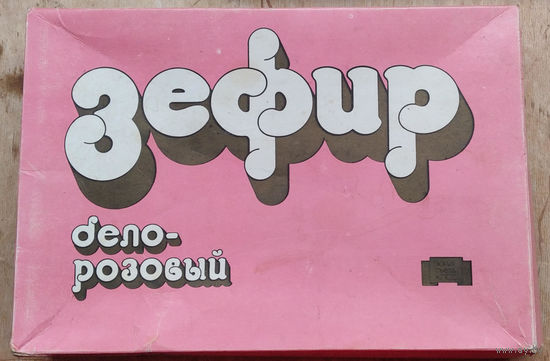 зефир
бело-
розовый